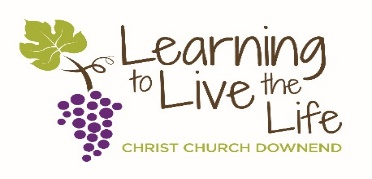 Learning
to Live the
Life
CHRIST CHURCH DOWNEND